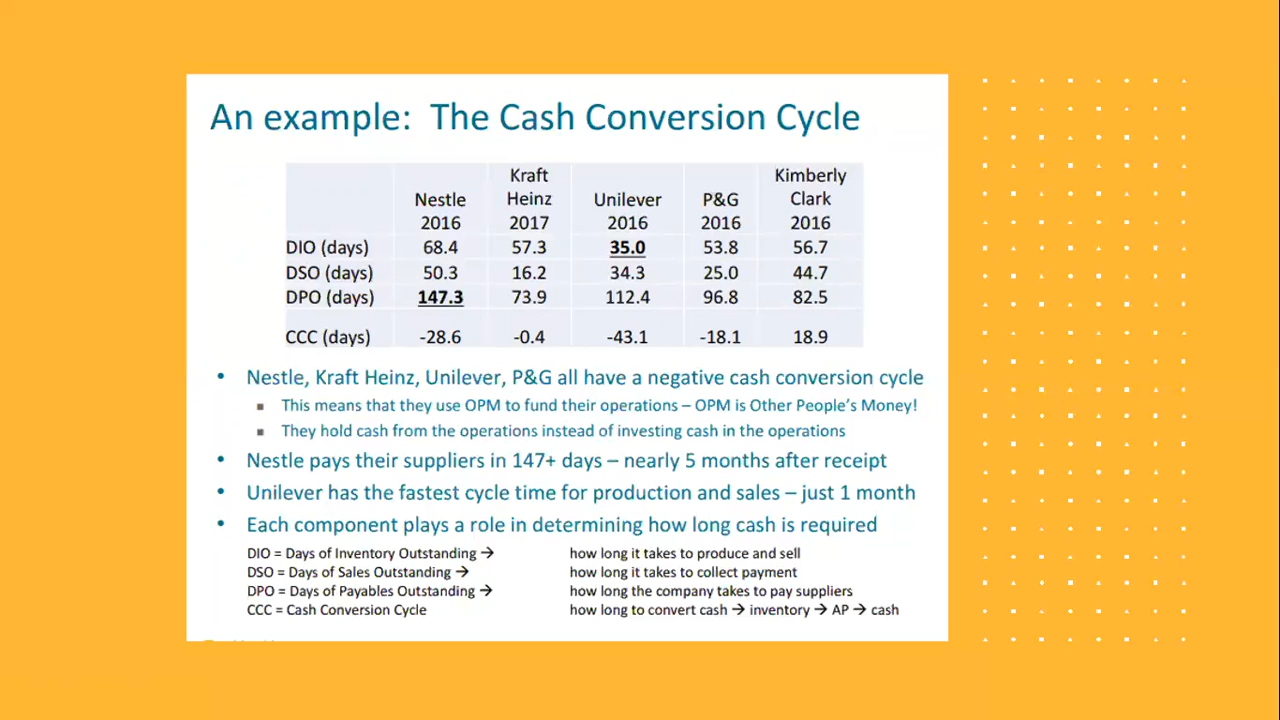 An example: The Cash Conversion Cycle
Nestle 2016 Kraft Heinz 2017 Unilever 2016 P&G 2016 Kimberly Clark 2016
DIO (days) 68.4 57.3 35.0 53.8 56.7
DSO (days) 50.3 16.2 34.3 25.0 44.7
DPO (days) 147.3 73.9 112.4 96.8 82.5
CCC (days) -28.6 -0.4 -43.1 -18.1 18.9
• Nestle, Kraft Heinz, Unilever, P&G all have a negative cash conversion cycle
▪ This means that they use OPM to fund their operations – OPM is Other People's Money!
▪ They hold cash from the operations instead of investing cash in the operations
• Nestle pays their suppliers in 147+ days – nearly 5 months after receipt
• Unilever has the fastest cycle time for production and sales – just 1 month
• Each component plays a role in determining how long cash is required
DIO = Days of Inventory Outstanding → how long it takes to produce and sell
DSO = Days of Sales Outstanding → how long it takes to collect payment
DPO = Days of Payables Outstanding → how long the company takes to pay suppliers
CCC = Cash Conversion Cycle how long to convert cash → inventory → AP → cash